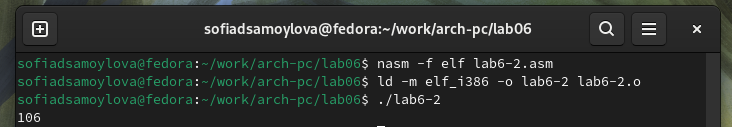 sofiadsamoylova@fedora:~/work/arch-pc/lab06
sofiadsamoylova@fedora:~/work/arch-pc/lab06$ nasm -f elf lab6-2.asm
sofiadsamoylova@fedora:~/work/arch-pc/lab06$ ld -m elf_i386 -o lab6-2 lab6-2.o
sofiadsamoylova@fedora:~/work/arch-pc/lab06$ ./lab6-2
106